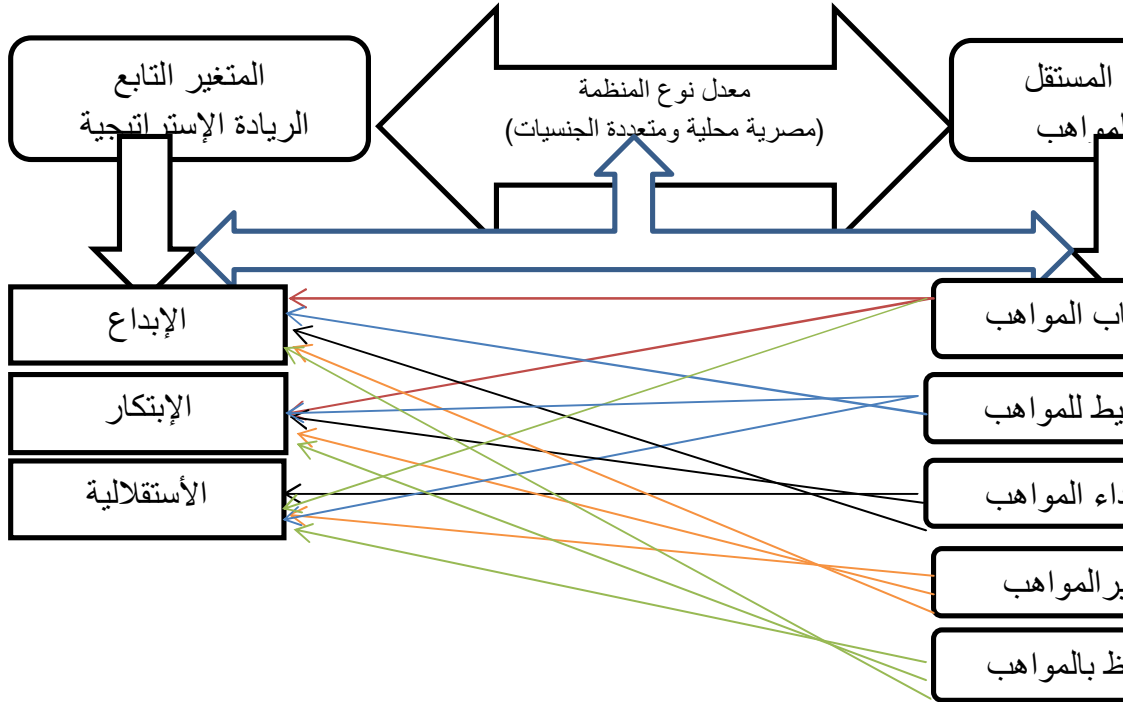 المستقل
معدل نوع المنظمة
(مصرية محلية ومتعددة الجنسيات)
المتغير التابع
الريادة الإستراتيجية
المواهب
للمواهب
المواهب
المواهب
بالمواهب
الإبداع
الإبتكار
الأستقلالية